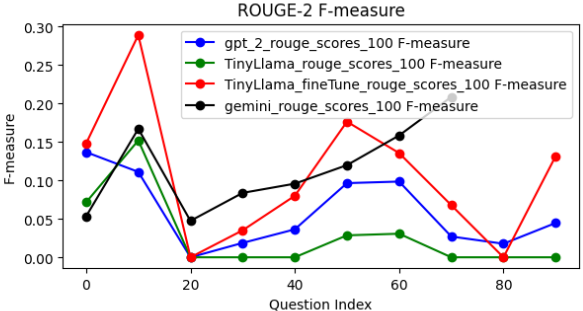 ROUGE-2 F-measure
gpt_2_rouge_scores_100 F-measure
TinyLlama_rouge_scores_100 F-measure
TinyLlama_fineTune_rouge_scores_100 F-measure
gemini_rouge_scores_100 F-measure
F-measure
0.30
0.25
0.20
0.15
0.10
0.05
0.00
0 20 40 60 80
Question Index